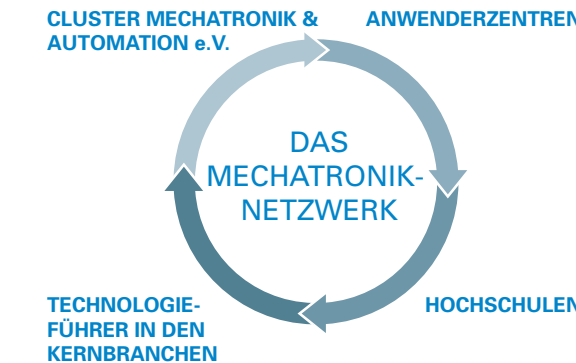 CLUSTER MECHATRONIK &
AUTOMATION e.V.
ANWENDERZENTREN
DAS
MECHATRONIK-
NETZWERK
TECHNOLOGIE-
FÜHRER IN DEN
KERNBRANCHEN
HOCHSCHULEN